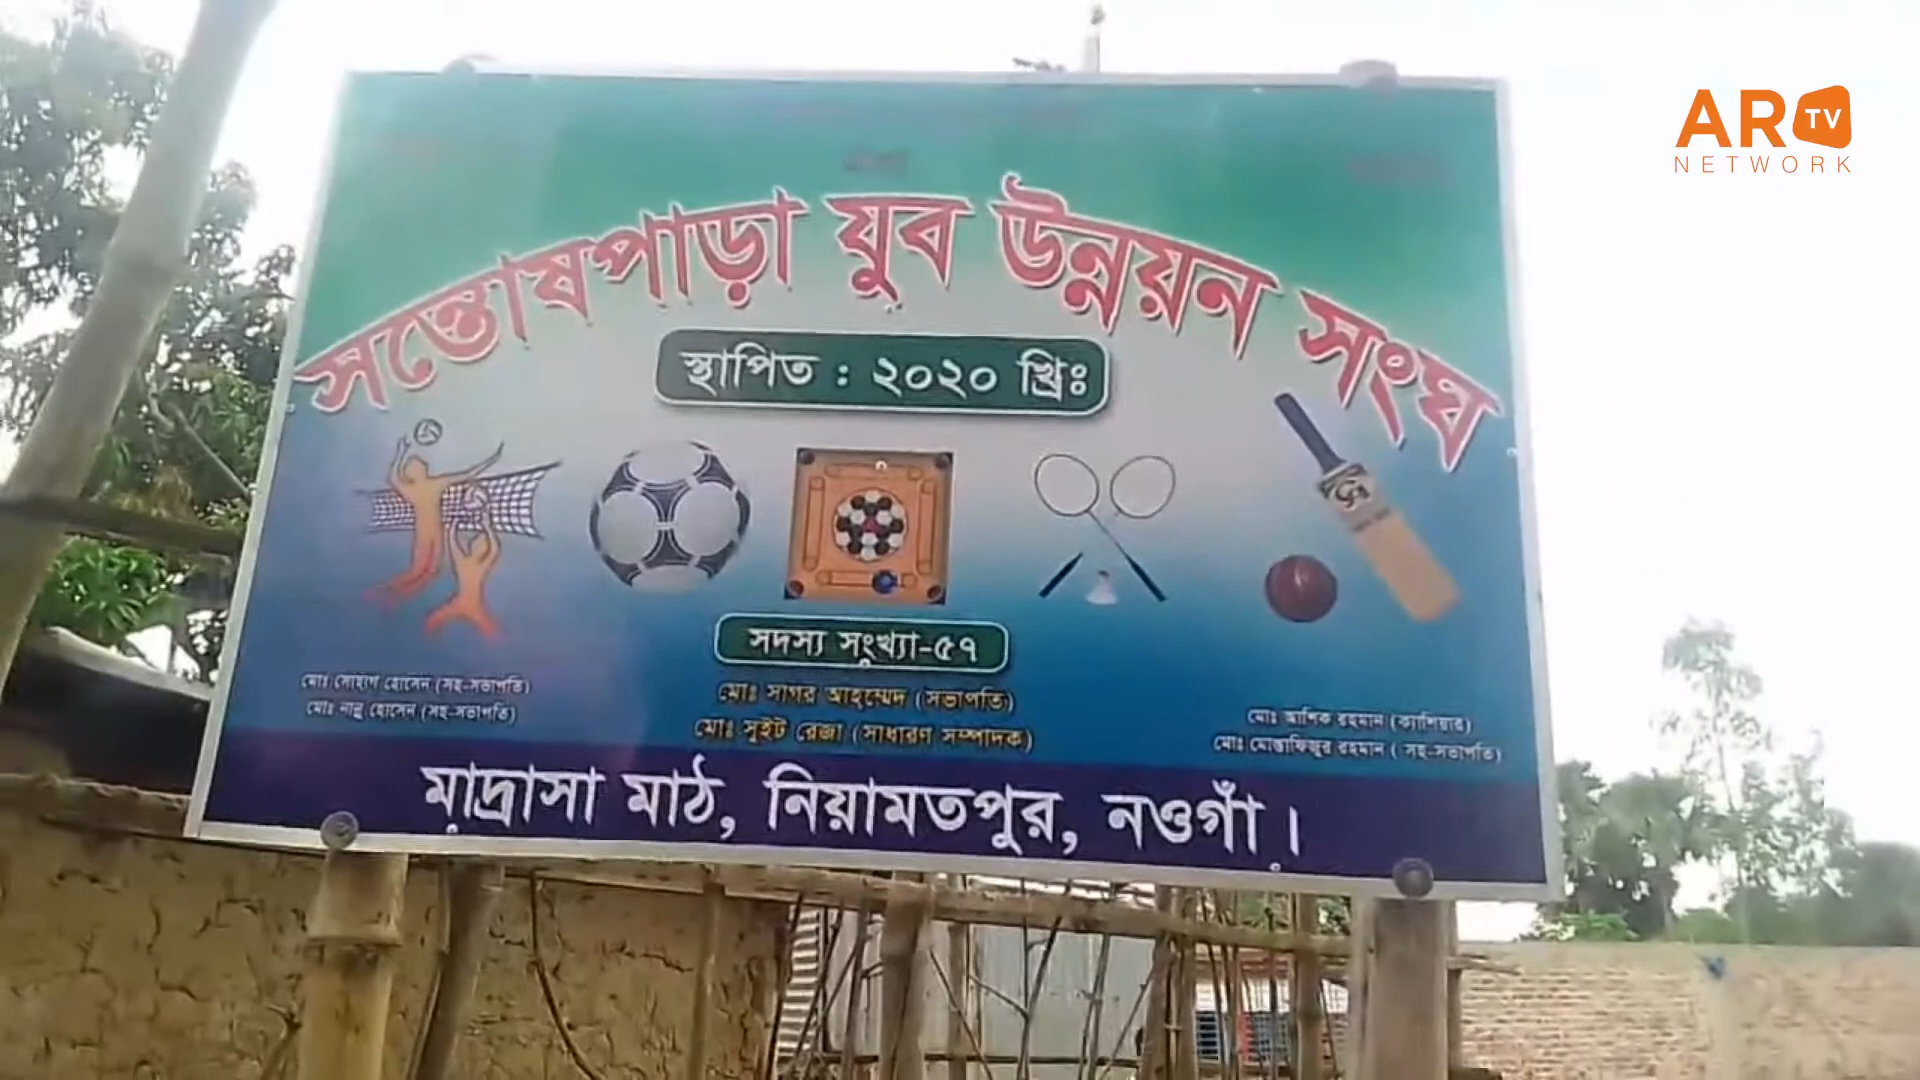 AR TV
NETWORK
সন্তোষপাড়া যুব উন্নয়ন সংঘ
স্থাপিত : ২০২০ খ্রিঃ
সদস্য সংখ্যা-৫৭
মোঃ সোহাগ হোসেন (সহ-সভাপতি)
মোঃ নান্নু হোসেন (সহ-সভাপতি)
মোঃ সাগর আহম্মেদ (সভাপতি)
মোঃ সুইট রেজা (সাধারণ সম্পাদক)
মোঃ আশিক রহমান (ক্যাশিয়ার)
মোঃ মোস্তাফিজুর রহমান ( সহ-সভাপতি)
মাদ্রাসা মাঠ, নিয়ামতপুর, নওগাঁ।